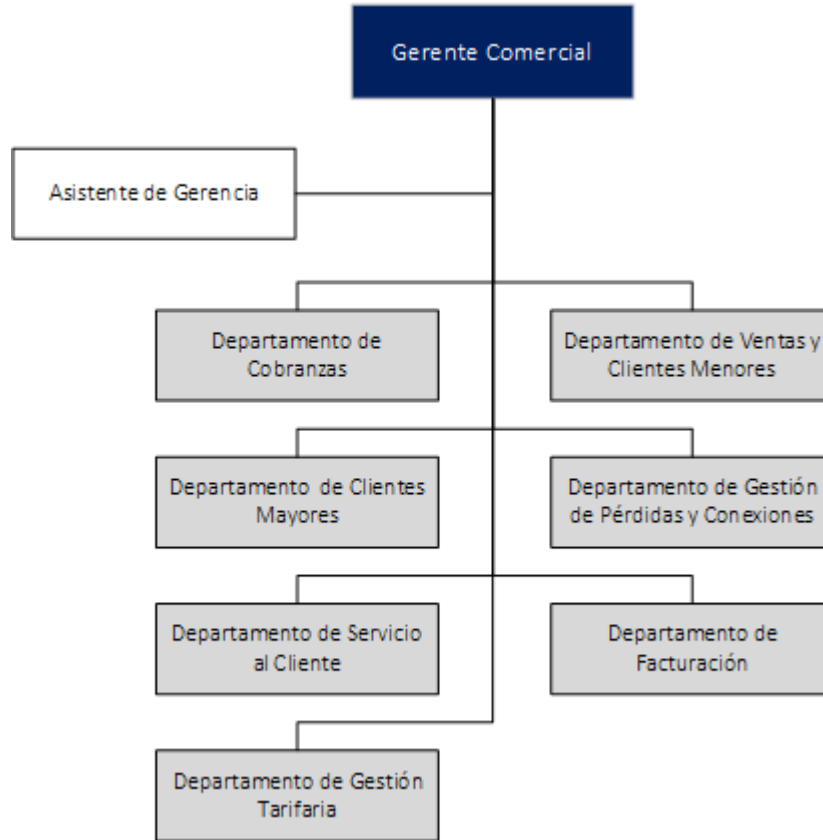 Gerente Comercial
Asistente de Gerencia
Departamento de
Cobranzas
Departamento de Ventas y
Clientes Menores
Departamento de Clientes
Mayores
Departamento de Gestión
de Pérdidas y Conexiones
Departamento de Servicio
al Cliente
Departamento de
Facturación
Departamento de Gestión
Tarifaria